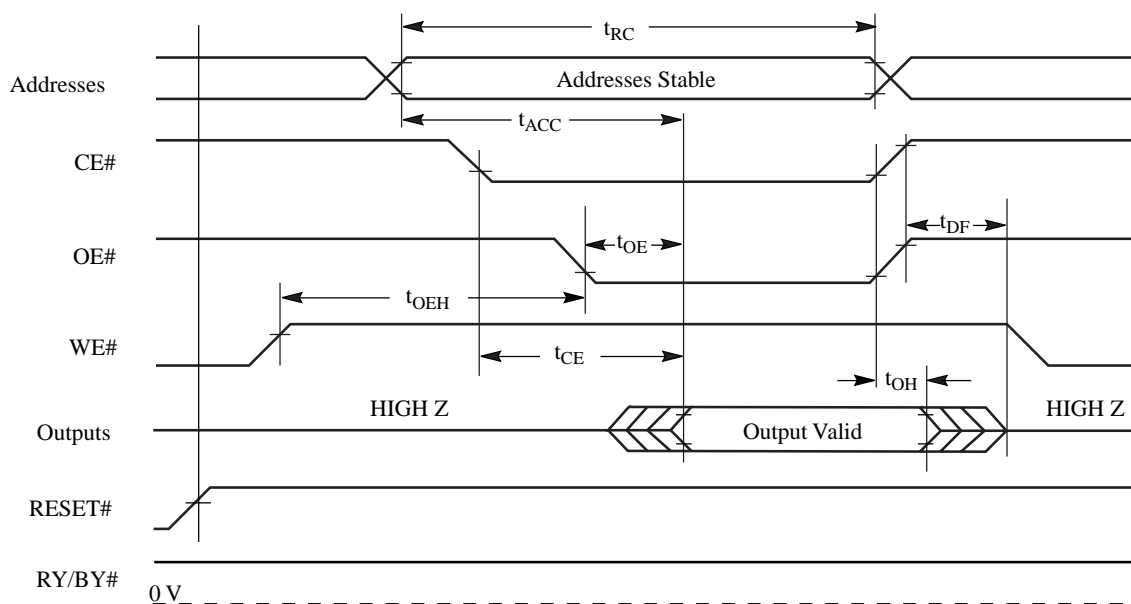 tRC
Addresses
Addresses Stable
tACC
CE#
tDF
OE#
tOE
tOEH
WE#
tCE
tOH
HIGH Z
HIGH Z
Outputs
Output Valid
RESET#
RY/BY#
0 V